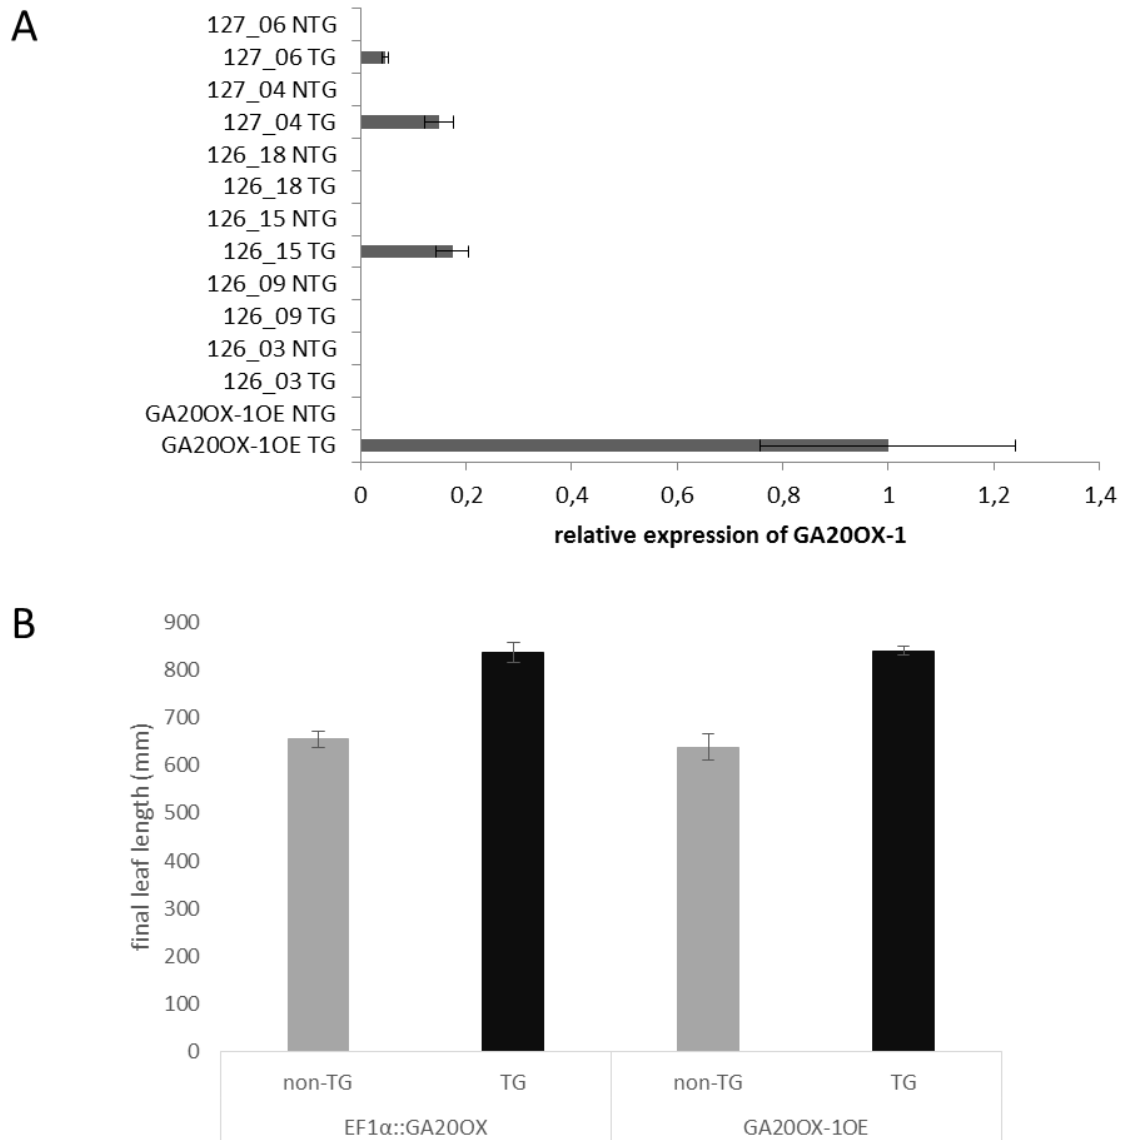 A
127_06 NTG
127_06 TG
127_04 NTG
127_04 TG
126_18 NTG
126_18 TG
126_15 NTG
126_15 TG
126_09 NTG
126_09 TG
126_03 NTG
126_03 TG
GA20OX-1OE NTG
GA20OX-1OE TG
0 0,2 0,4 0,6 0,8 1 1,2 1,4
relative expression of GA20OX-1
B
final leaf length (mm)
900
800
700
600
500
400
300
200
100
0
non-TG TG non-TG TG
EF1α::GA20OX GA20OX-1OE